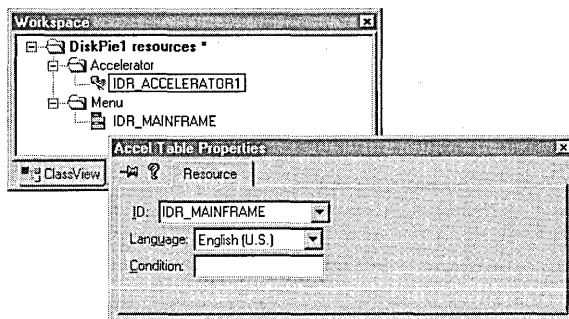 Workspace
DiskPie1 resources *
Accelerator
IDR_ACCELERATOR1
Menu
IDR_MAINFRAME
ClassView
Accel Table Properties
Resource
ID: IDR_MAINFRAME
Language: English (U.S.)
Condition: